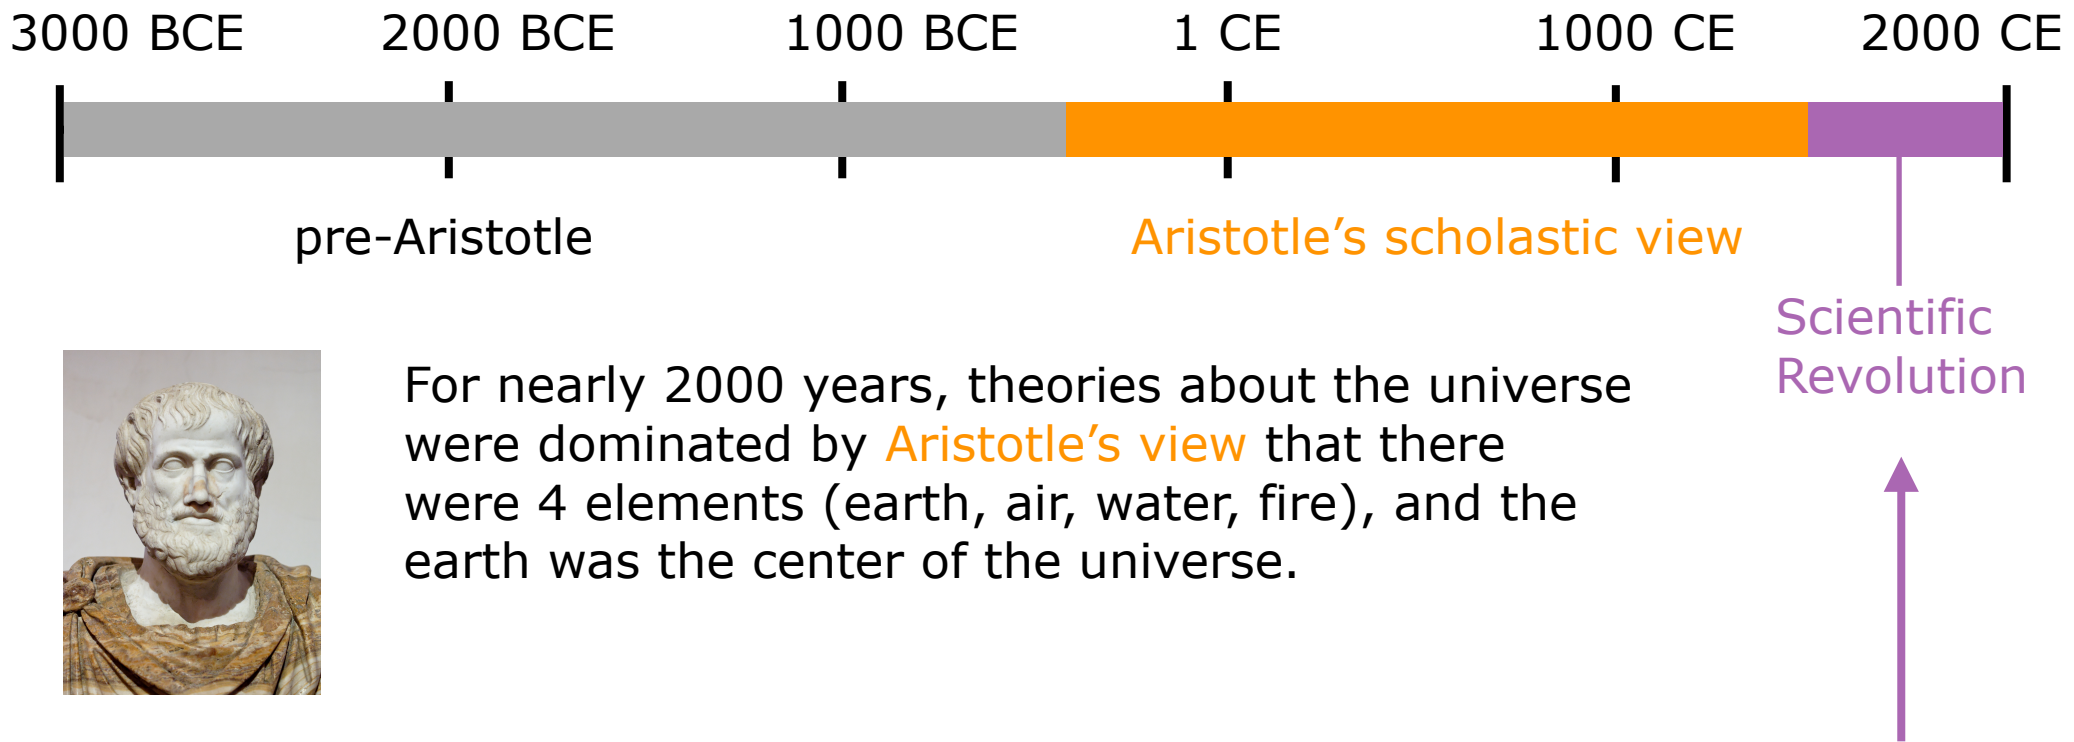 3000 BCE 2000 BCE 1000 BCE 1 CE 1000 CE 2000 CE
pre-Aristotle Aristotle’s scholastic view
Scientific
Revolution
For nearly 2000 years, theories about the universe
were dominated by Aristotle’s view that there
were 4 elements (earth, air, water, fire), and the
earth was the center of the universe.